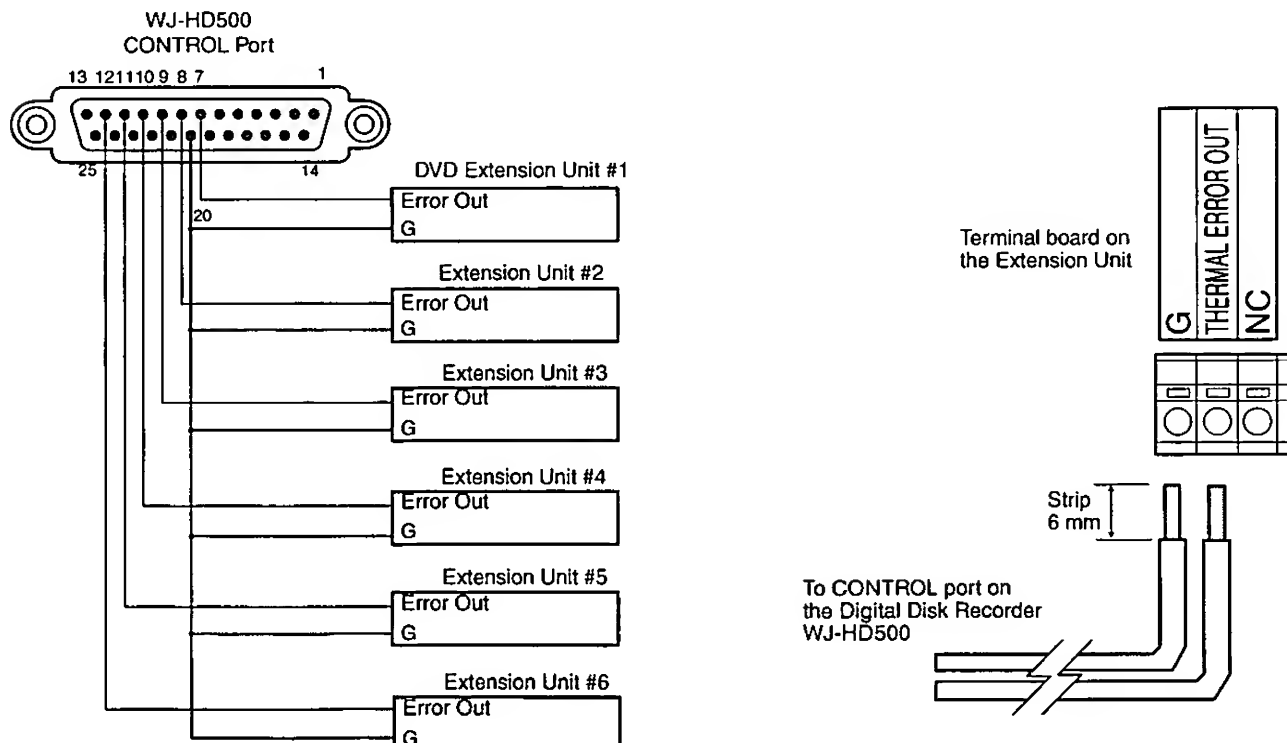 WJ-HD500
CONTROL Port
13 12 11 10 9 8 7 1
25 14
20
DVD Extension Unit #1
Error Out
G
Extension Unit #2
Error Out
G
Extension Unit #3
Error Out
G
Extension Unit #4
Error Out
G
Extension Unit #5
Error Out
G
Extension Unit #6
Error Out
G
Terminal board on
the Extension Unit
G
THERMAL ERROR OUT
NC
Strip
6 mm
To CONTROL port on
the Digital Disk Recorder
WJ-HD500